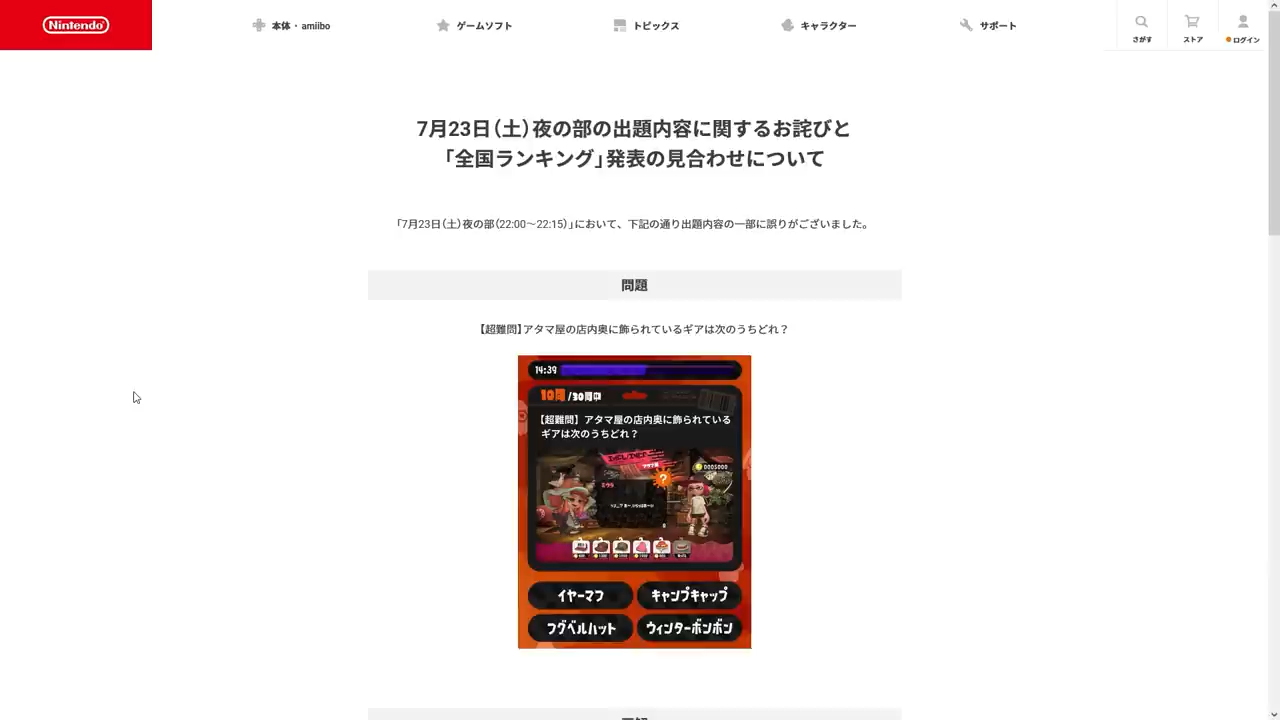 Nintendo
本体・amiibo
ゲームソフト
トピックス
キャラクター
サポート
さがす
ストア
ログイン
7月23日（土）夜の部の出題内容に関するお詫びと
「全国ランキング」発表の見合わせについて
「7月23日（土）夜の部（22:00～22:15）」において、下記の通り出題内容の一部に誤りがございました。
問題
【超難問】アタマ屋の店内奥に飾られているギアは次のうちどれ？
14:39
10問/30問中
【超難問】アタマ屋の店内奥に飾られている
ギアは次のうちどれ？
?
0005000
イヤーマフ
キャンプキャップ
フグベルハット
ウィンターボンボン